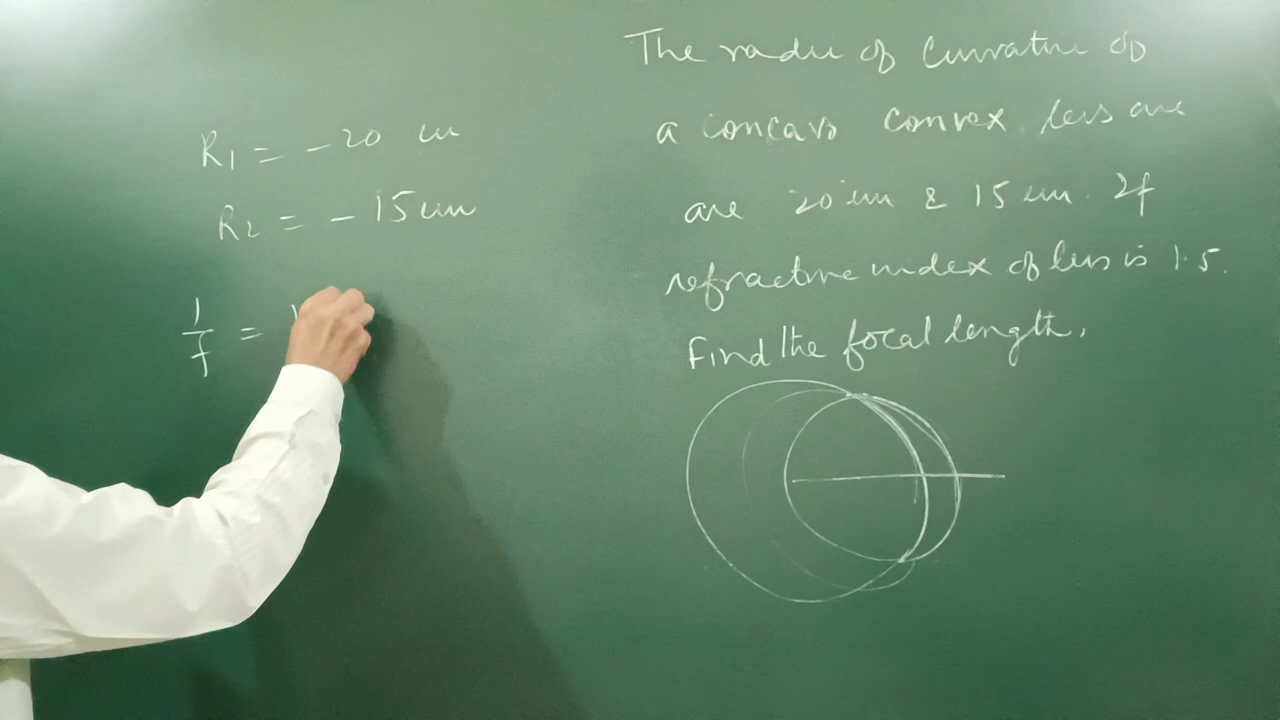 The radii of curvature of
a concavo convex lens are
are 20 cm & 15 cm. If
refractive index of lens is 1.5.
Find the focal length.
R1 = - 20 cm
R2 = - 15 cm
1/f =